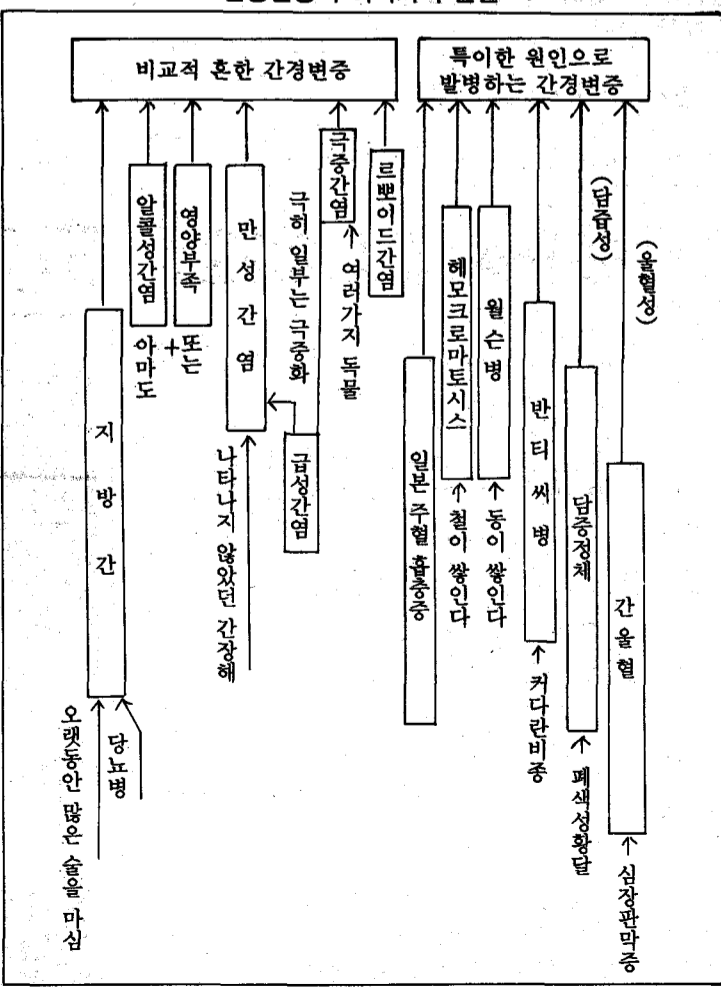 비교적 흔한 간경변증
특이한 원인으로
발병하는 간경변증
지방간
오랫동안 많은 술을 마심
당뇨병
알콜성간염
아마도
+
영양부족
또는
만성간염
나타나지 않았던 간장해
급성간염
극히 일부는 극중화
극중간염
여러가지 독물
르뽀이드간염
일본 주혈 흡충증
헤모크로마토시스
철이 쌓인다
윌슨병
동이 쌓인다
반티씨병
커다란비종
(담즙성)
담증정체
폐색성황달
(울혈성)
간울혈
심장판막증